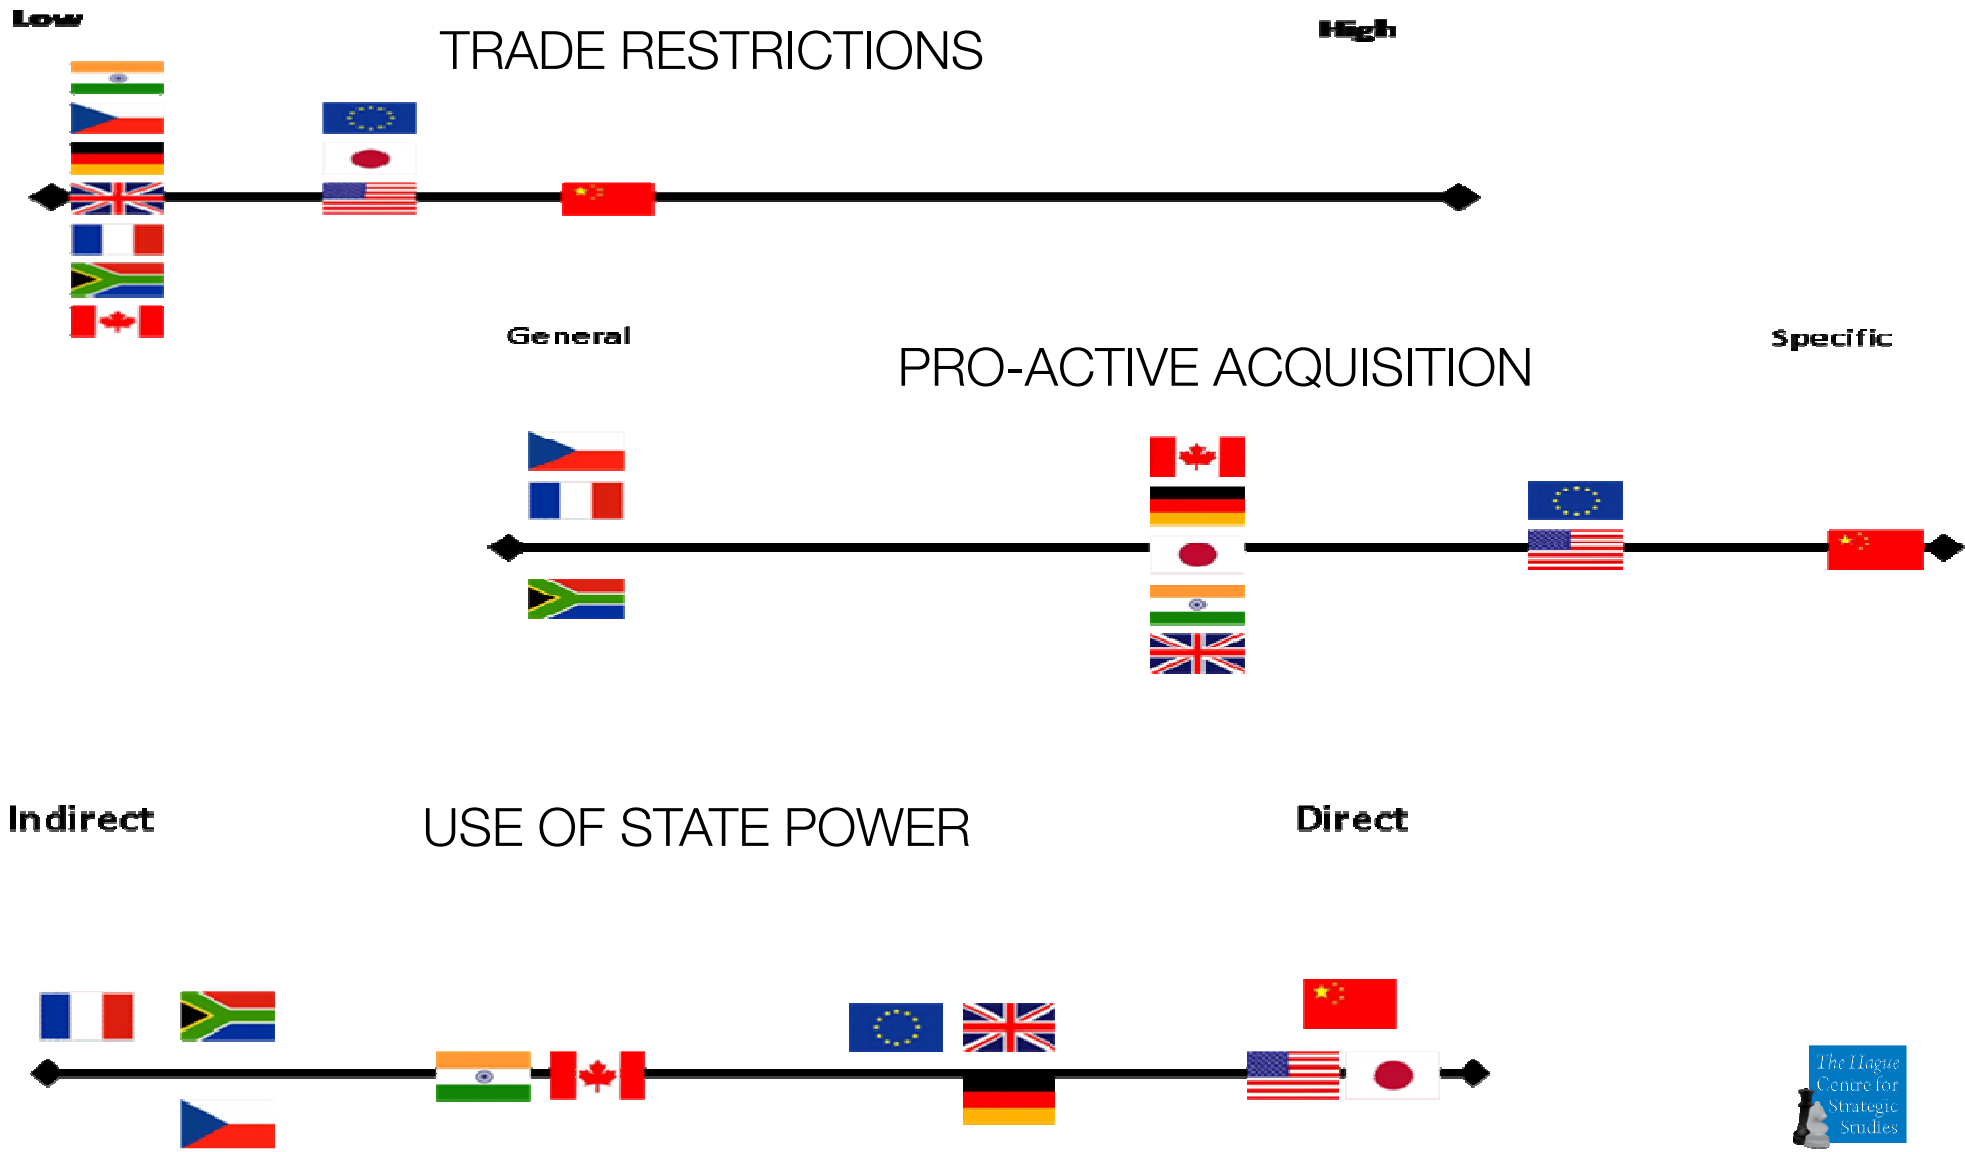 Low
TRADE RESTRICTIONS
High
General
PRO-ACTIVE ACQUISITION
Specific
Indirect
USE OF STATE POWER
Direct
The Hague
Centre for
Strategic
Studies